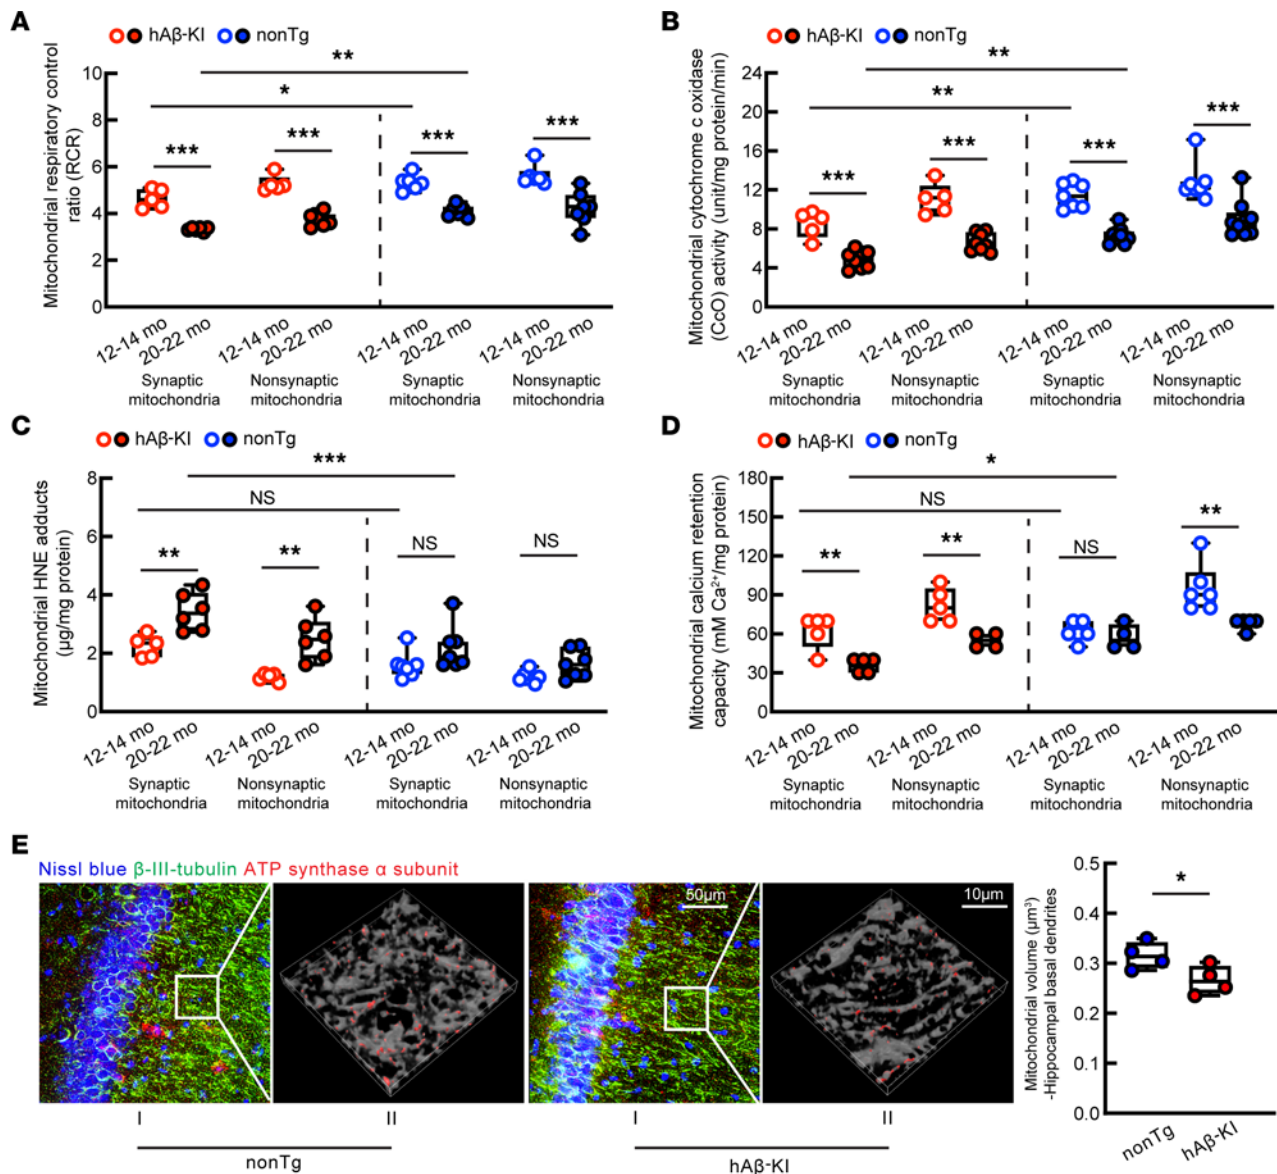 A
hAβ-KI
nonTg
Mitochondrial respiratory control
ratio (RCR)
10
8
6
4
2
0
**
*
***
***
***
***
12-14 mo
20-22 mo
12-14 mo
20-22 mo
12-14 mo
20-22 mo
12-14 mo
20-22 mo
Synaptic
mitochondria
Nonsynaptic
mitochondria
Synaptic
mitochondria
Nonsynaptic
mitochondria
B
hAβ-KI
nonTg
Mitochondrial cytochrome c oxidase
(CcO) activity (unit/mg protein/min)
24
20
16
12
8
4
0
**
**
***
***
***
***
12-14 mo
20-22 mo
12-14 mo
20-22 mo
12-14 mo
20-22 mo
12-14 mo
20-22 mo
Synaptic
mitochondria
Nonsynaptic
mitochondria
Synaptic
mitochondria
Nonsynaptic
mitochondria
C
hAβ-KI
nonTg
Mitochondrial HNE adducts
(μg/mg protein)
8
6
4
2
0
***
NS
**
**
NS
NS
12-14 mo
20-22 mo
12-14 mo
20-22 mo
12-14 mo
20-22 mo
12-14 mo
20-22 mo
Synaptic
mitochondria
Nonsynaptic
mitochondria
Synaptic
mitochondria
Nonsynaptic
mitochondria
D
hAβ-KI
nonTg
Mitochondrial calcium retention
capacity (mM Ca²⁺/mg protein)
180
150
120
90
60
30
0
*
NS
**
**
NS
**
12-14 mo
20-22 mo
12-14 mo
20-22 mo
12-14 mo
20-22 mo
12-14 mo
20-22 mo
Synaptic
mitochondria
Nonsynaptic
mitochondria
Synaptic
mitochondria
Nonsynaptic
mitochondria
E
Nissl blue β-III-tubulin ATP synthase α subunit
50μm
10μm
I
II
I
II
nonTg
hAβ-KI
Mitochondrial volume (μm³)
-Hippocampal basal dendrites
0.5
0.4
0.3
0.2
0.1
0.0
*
nonTg
hAβ-KI